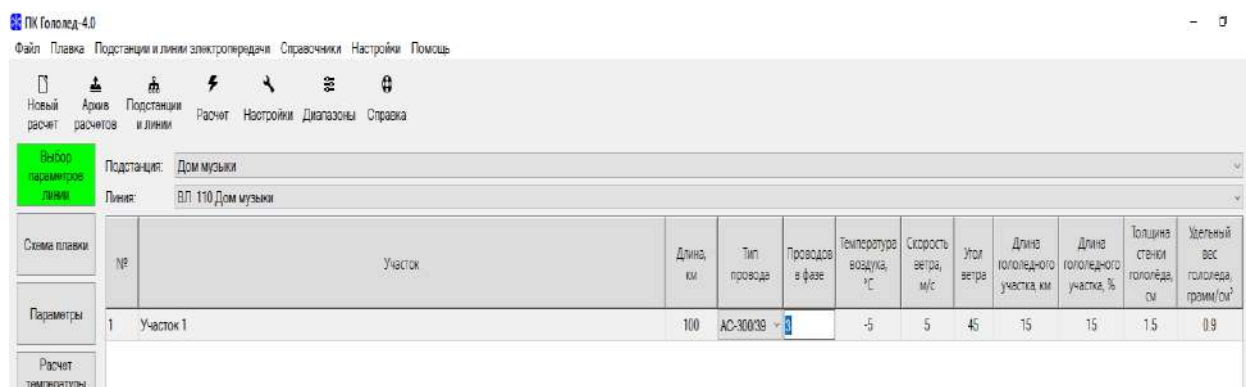 ПК Гололед-4.0
Файл Плавка Подстанции и линии электропередачи Справочники Настройки Помощь
Новый расчет Архив расчетов Подстанции и линии Расчет Настройки Диапазоны Справка
Выбор параметров линии
Подстанция: Дом музыки
Линия: ВЛ 110 Дом музыки
Схема плавки
№ Участок Длина, км Тип провода Проводов в фазе Температура воздуха, °C Скорость ветра, м/с Угол ветра Длина гололедного участка, км Длина гололедного участка, % Толщина стенки гололёда, см Удельный вес гололеда, грамм/см³
Параметры
1 Участок 1 100 АС-300/39 3 -5 5 45 15 15 1.5 0.9
Расчет
температуры